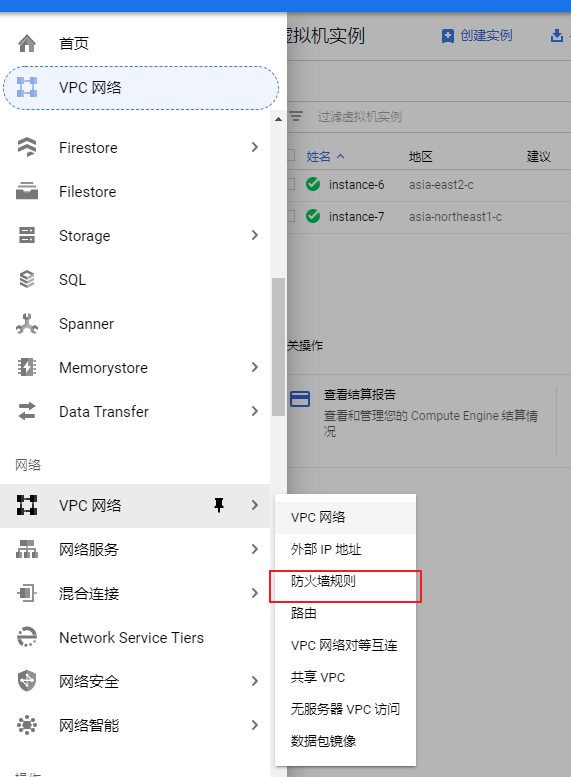 首页
VPC 网络
Firestore
Filestore
Storage
SQL
Spanner
Memorystore
Data Transfer
网络
VPC 网络
网络服务
混合连接
Network Service Tiers
网络安全
网络智能
虚拟机实例
创建实例
过滤虚拟机实例
姓名 地区 建议
instance-6 asia-east2-c
instance-7 asia-northeast1-c
关操作
查看结算报告
查看和管理您的 Compute Engine 结算情
况
VPC 网络
外部 IP 地址
防火墙规则
路由
VPC 网络对等互连
共享 VPC
无服务器 VPC 访问
数据包镜像